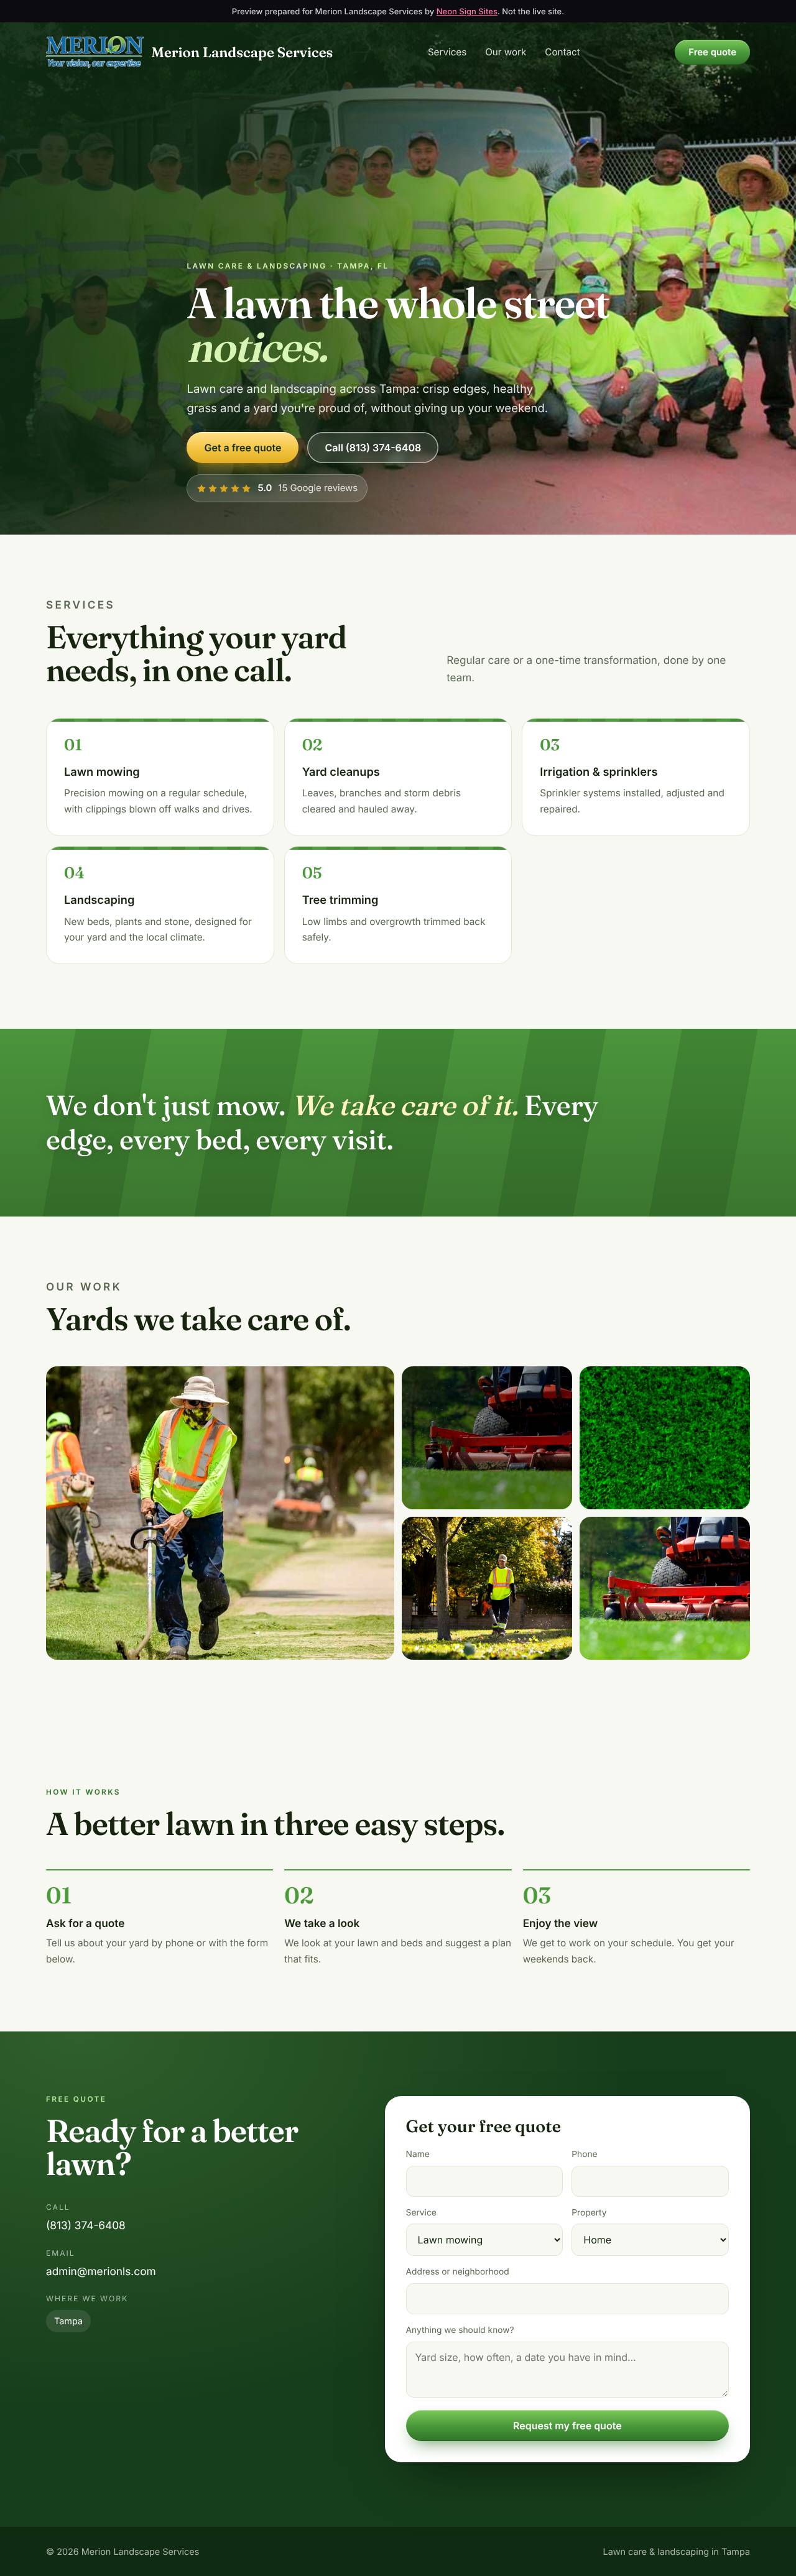 Preview prepared for Merion Landscape Services by Neon Sign Sites. Not the live site.
MERION
Your vision, our expertise
Merion Landscape Services
Services
Our work
Contact
Free quote
LAWN CARE & LANDSCAPING · TAMPA, FL
A lawn the whole street
notices.
Lawn care and landscaping across Tampa: crisp edges, healthy
grass and a yard you're proud of, without giving up your weekend.
Get a free quote
Call (813) 374-6408
5.0 15 Google reviews
SERVICES
Everything your yard
needs, in one call.
Regular care or a one-time transformation, done by one
team.
01
Lawn mowing
Precision mowing on a regular schedule,
with clippings blown off walks and drives.
02
Yard cleanups
Leaves, branches and storm debris
cleared and hauled away.
03
Irrigation & sprinklers
Sprinkler systems installed, adjusted and
repaired.
04
Landscaping
New beds, plants and stone, designed for
your yard and the local climate.
05
Tree trimming
Low limbs and overgrowth trimmed back
safely.
We don't just mow. We take care of it. Every
edge, every bed, every visit.
OUR WORK
Yards we take care of.
HOW IT WORKS
A better lawn in three easy steps.
01
Ask for a quote
Tell us about your yard by phone or with the form
below.
02
We take a look
We look at your lawn and beds and suggest a plan
that fits.
03
Enjoy the view
We get to work on your schedule. You get your
weekends back.
FREE QUOTE
Ready for a better
lawn?
CALL
(813) 374-6408
EMAIL
admin@merionls.com
WHERE WE WORK
Tampa
Get your free quote
Name
Phone
Service
Property
Lawn mowing
Home
Address or neighborhood
Anything we should know?
Yard size, how often, a date you have in mind...
Request my free quote
© 2026 Merion Landscape Services
Lawn care & landscaping in Tampa